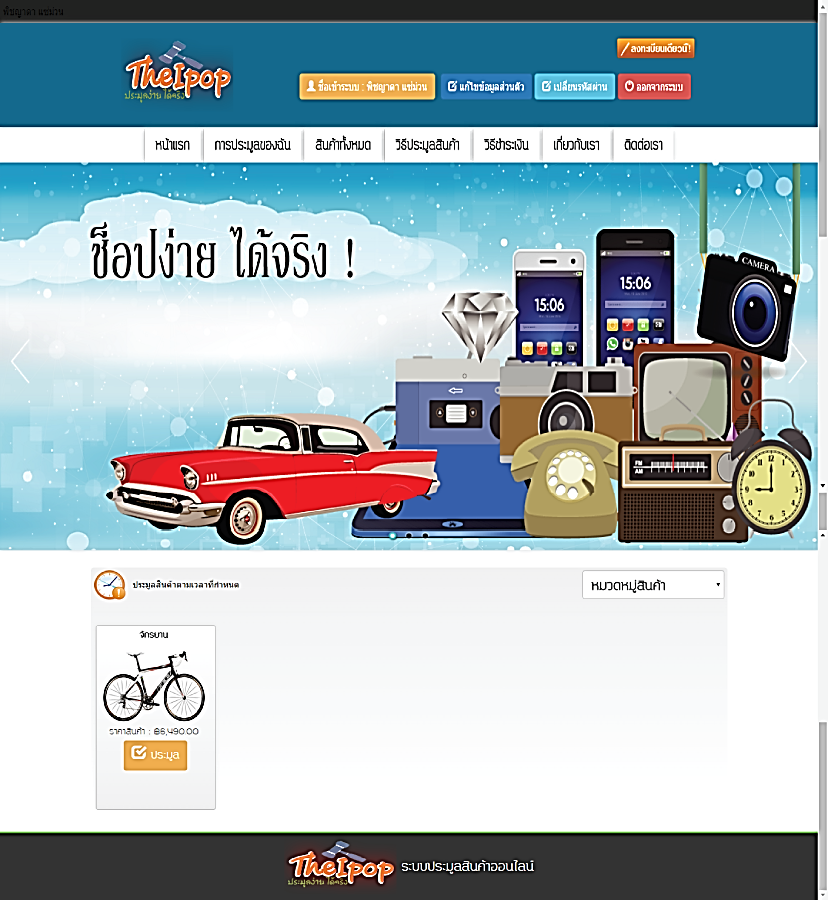 พิชญาดา แช่ม่วน
ลงทะเบียนเดี๋ยวนี้!
TheIpop
ประมูลง่าย ได้จริง
ชื่อเข้าระบบ : พิชญาดา แช่ม่วน
แก้ไขข้อมูลส่วนตัว
เปลี่ยนรหัสผ่าน
ออกจากระบบ
หน้าแรก
การประมูลของฉัน
สินค้าทั้งหมด
วิธีประมูลสินค้า
วิธีชำระเงิน
เกี่ยวกับเรา
ติดต่อเรา
ช็อปง่าย ได้จริง !
15:06
15:06
CAMERA
FM
AM
ประมูลสินค้าตามเวลาที่กำหนด
หมวดหมู่สินค้า
จักรยาน
ราคาสินค้า : ฿6,490.00
ประมูล
TheIpop
ประมูลง่าย ได้จริง
ระบบประมูลสินค้าออนไลน์